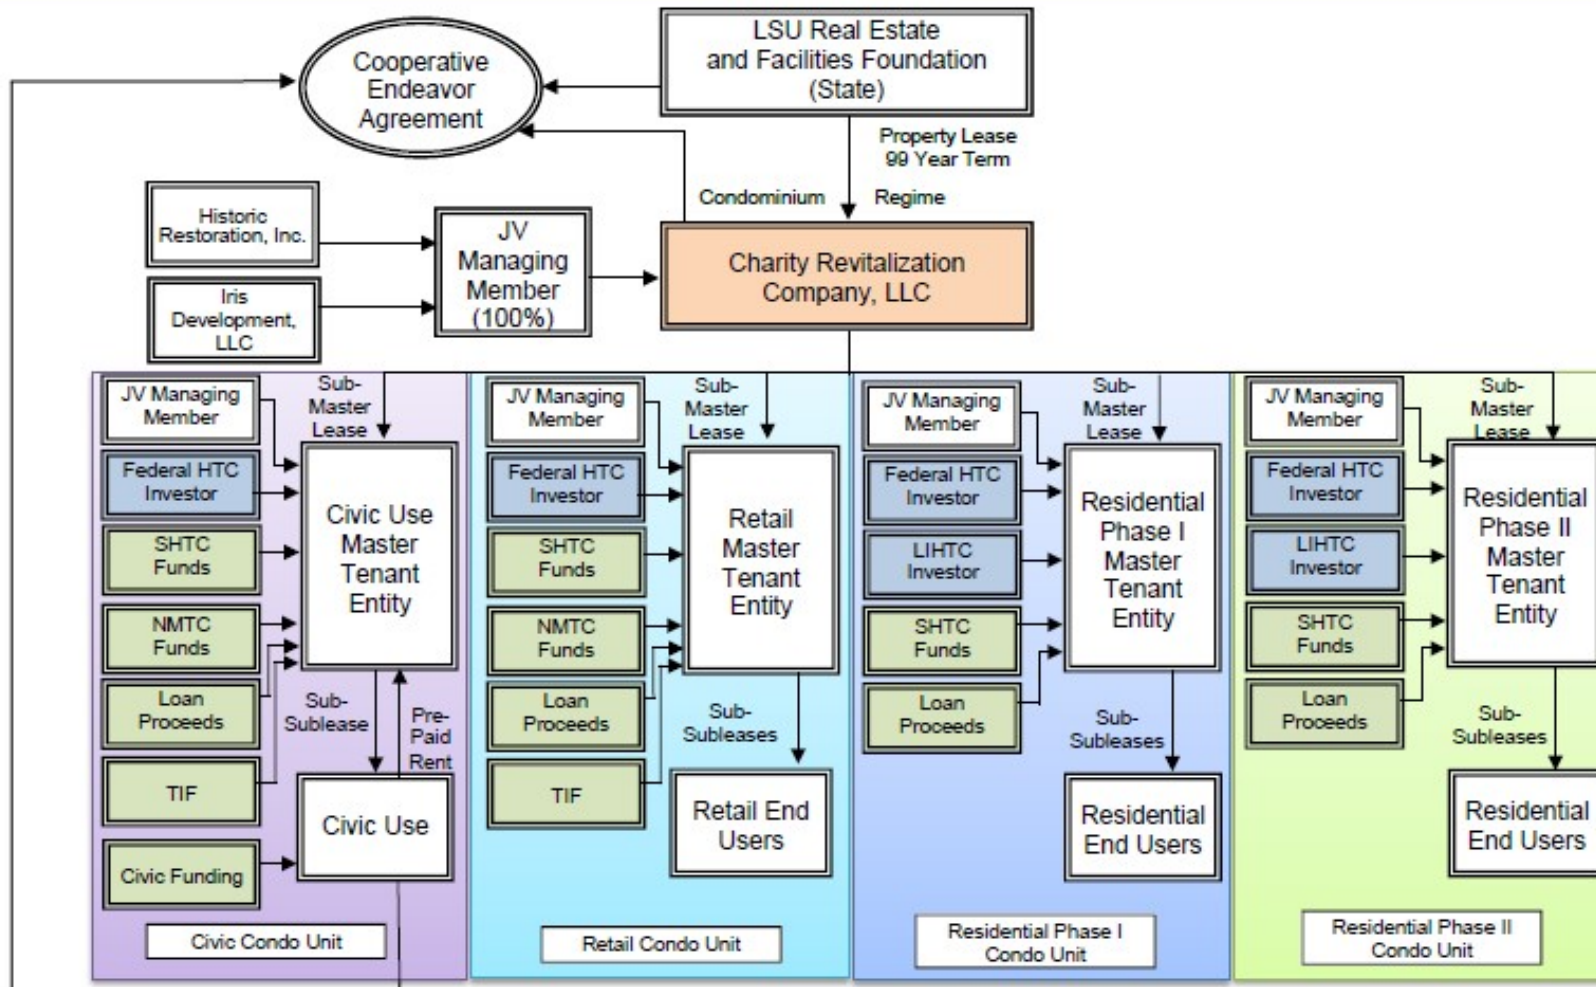 Cooperative
Endeavor
Agreement
LSU Real Estate
and Facilities Foundation
(State)
Property Lease
99 Year Term
Condominium Regime
Historic
Restoration, Inc.
Iris
Development,
LLC
JV
Managing
Member
(100%)
Charity Revitalization
Company, LLC
JV Managing
Member
Sub-
Master
Lease
Federal HTC
Investor
SHTC
Funds
NMTC
Funds
Loan
Proceeds
TIF
Civic Funding
Civic Use
Master
Tenant
Entity
Sub-
Sublease
Pre-
Paid
Rent
Civic Use
Civic Condo Unit
JV Managing
Member
Sub-
Master
Lease
Federal HTC
Investor
SHTC
Funds
NMTC
Funds
Loan
Proceeds
TIF
Retail
Master
Tenant
Entity
Sub-
Subleases
Retail End
Users
Retail Condo Unit
JV Managing
Member
Sub-
Master
Lease
Federal HTC
Investor
LIHTC
Investor
SHTC
Funds
Loan
Proceeds
Residential
Phase I
Master
Tenant
Entity
Sub-
Subleases
Residential
End Users
Residential Phase I
Condo Unit
JV Managing
Member
Sub-
Master
Lease
Federal HTC
Investor
LIHTC
Investor
SHTC
Funds
Loan
Proceeds
Residential
Phase II
Master
Tenant
Entity
Sub-
Subleases
Residential
End Users
Residential Phase II
Condo Unit